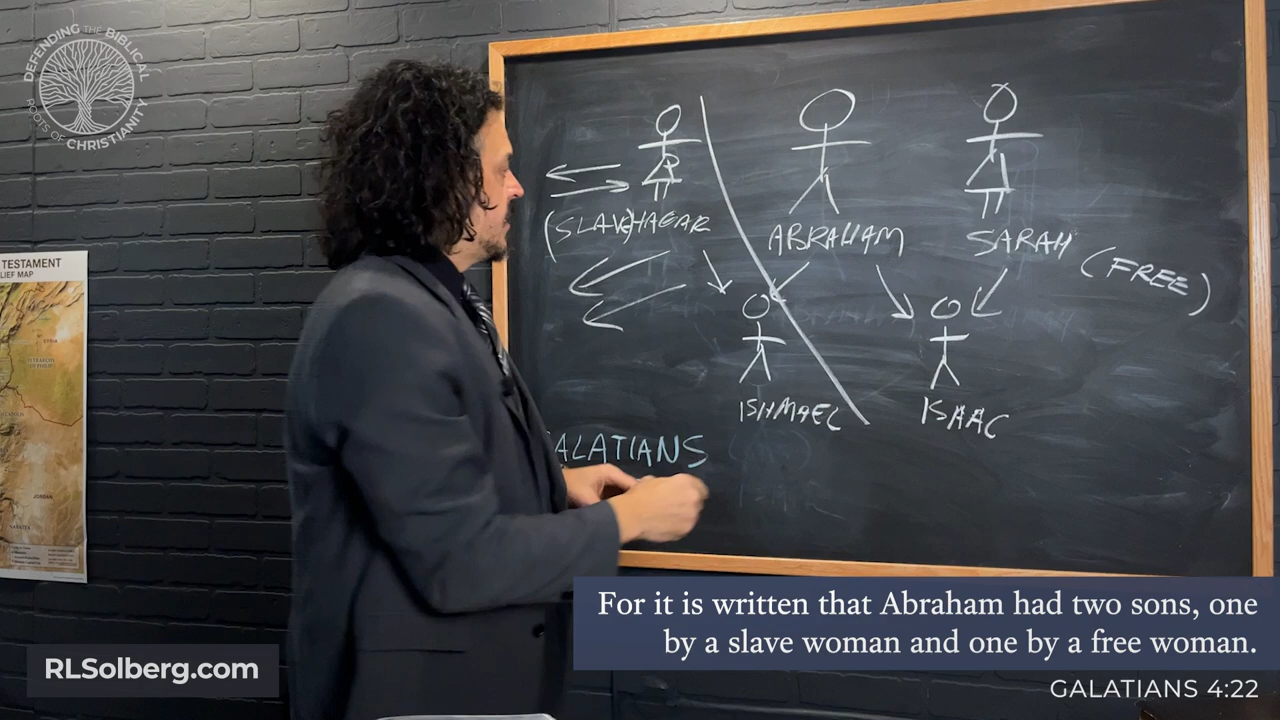 DEFENDING THE BIBLICAL
ROOTS OF
CHRISTIANITY
TESTAMENT
LIEF MAP
SYRIA
JORDAN
(SLAVE)HAGAR
ABRAHAM
SARAH
(FREE)
ISHMAEL
ISAAC
ALATIANS
For it is written that Abraham had two sons, one
by a slave woman and one by a free woman.
GALATIANS 4:22
RLSolberg.com